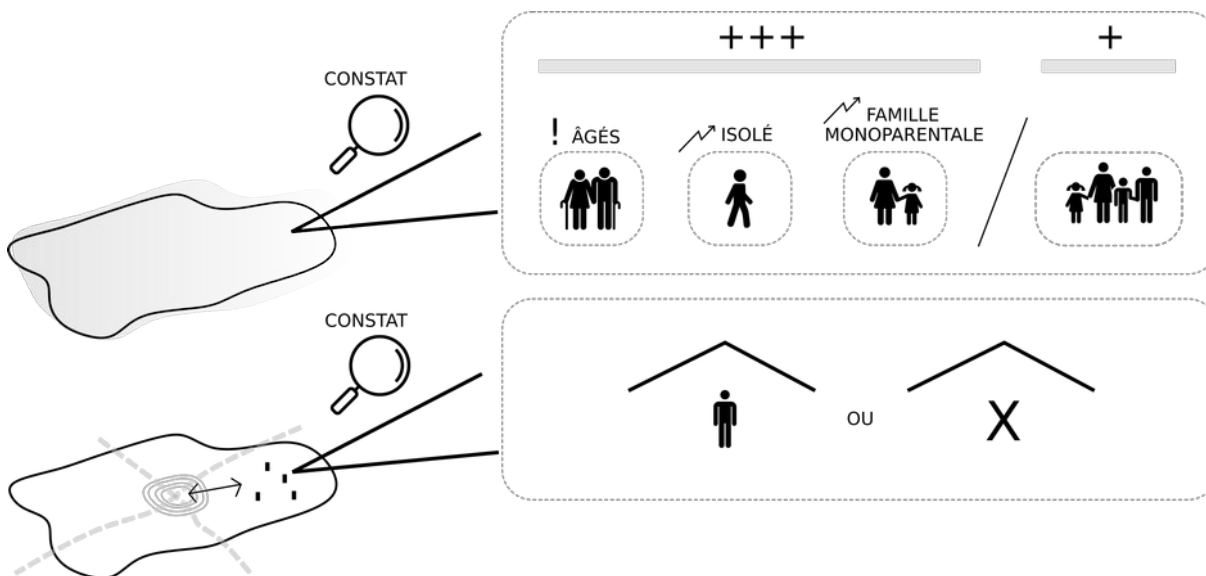 +++
+
CONSTAT
! ÂGÉS
ISOLÉ
FAMILLE
MONOPARENTALE
/
CONSTAT
OU
X